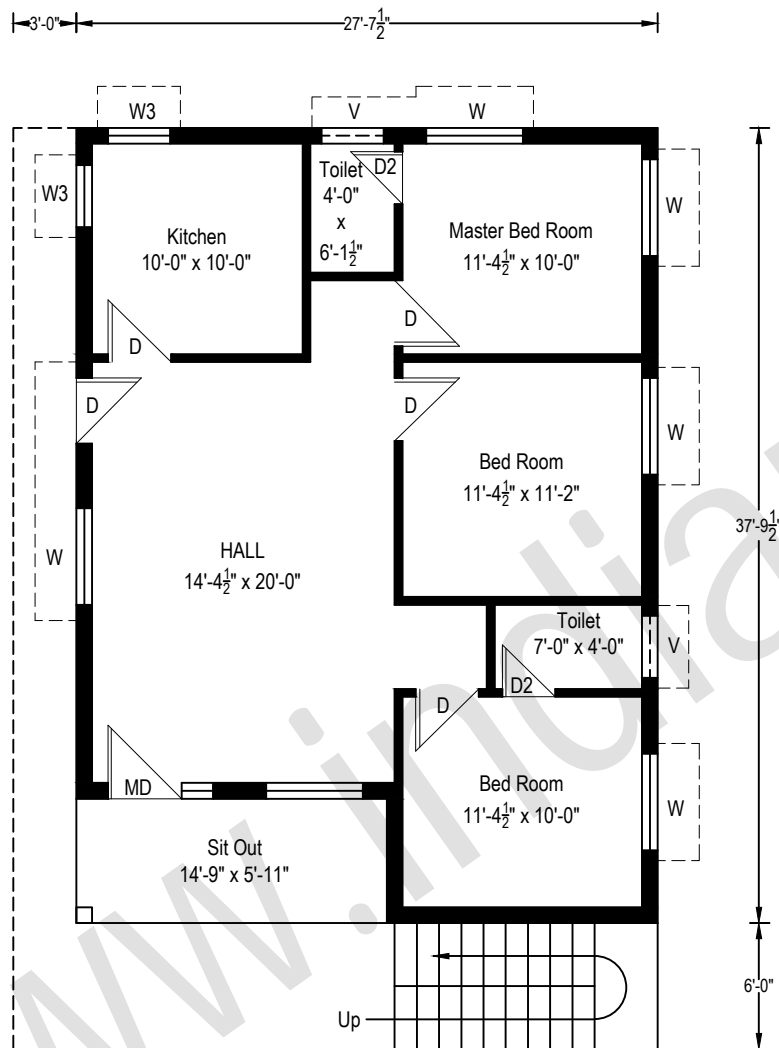 3'-0"
27'-7½"
W3
V
W
W3
Toilet
4'-0"
x
6'-1½"
D2
Kitchen
10'-0" x 10'-0"
Master Bed Room
11'-4½" x 10'-0"
W
D
D
D
D
Bed Room
11'-4½" x 11'-2"
W
37'-9½"
HALL
14'-4½" x 20'-0"
W
Toilet
7'-0" x 4'-0"
V
D2
D
MD
Bed Room
11'-4½" x 10'-0"
W
Sit Out
14'-9" x 5'-11"
6'-0"
Up
www.india